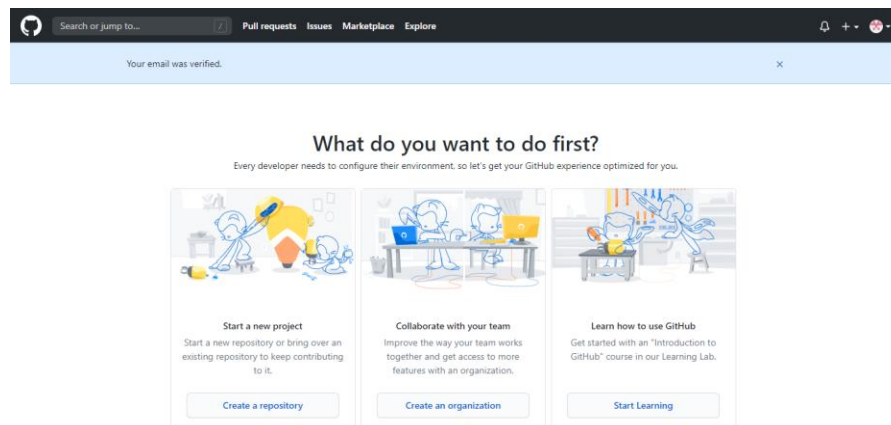 Search or jump to...
/
Pull requests Issues Marketplace Explore
Your email was verified.
What do you want to do first?
Every developer needs to configure their environment, so let's get your GitHub experience optimized for you.
Start a new project
Start a new repository or bring over an
existing repository to keep contributing
to it.
Create a repository
Collaborate with your team
Improve the way your team works
together and get access to more
features with an organization.
Create an organization
Learn how to use GitHub
Get started with an "Introduction to
GitHub" course in our Learning Lab.
Start Learning